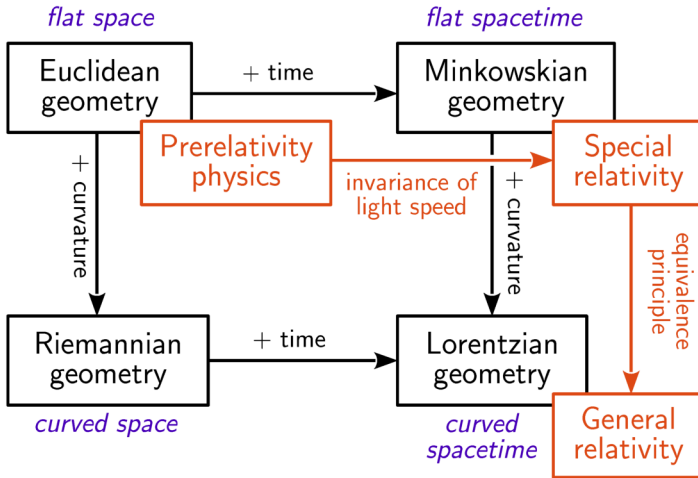 flat space
flat spacetime
Euclidean
geometry
+ time
Minkowskian
geometry
Prerelativity
physics
invariance of
light speed
Special
relativity
+ curvature
+ curvature
equivalence
principle
Riemannian
geometry
+ time
Lorentzian
geometry
curved space
curved
spacetime
General
relativity